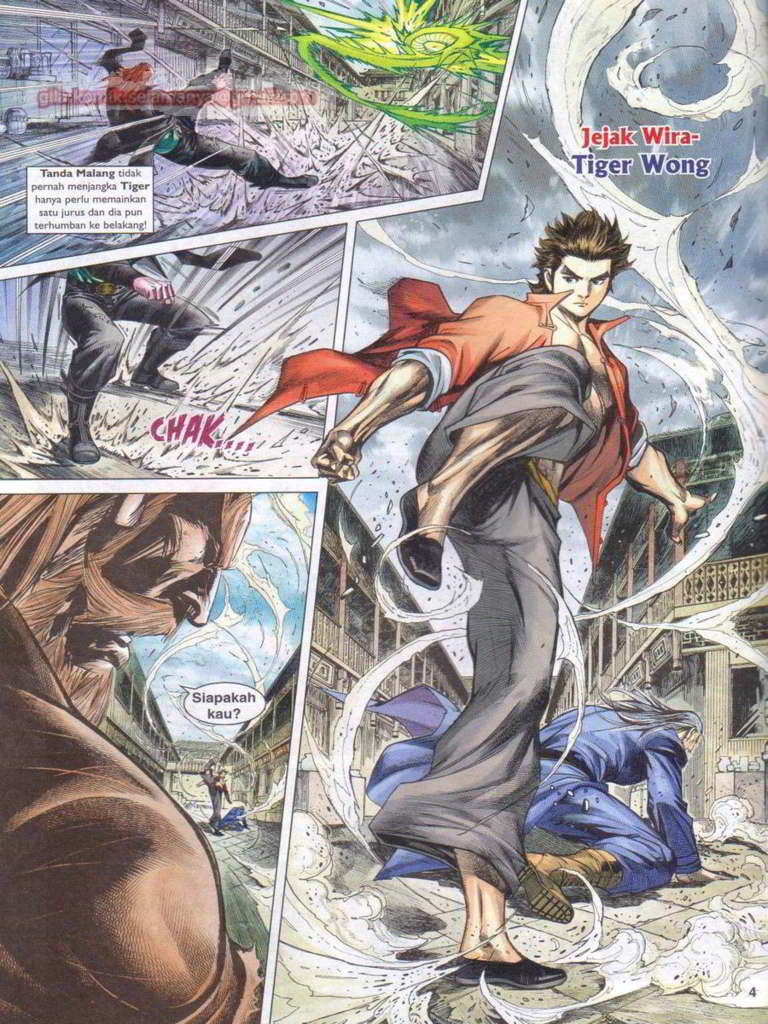 Tanda Malang tidak
pernah menjangka Tiger
hanya perlu memainkan
satu jurus dan dia pun
terhumban ke belakang!
Jejak Wira-
Tiger Wong
CHAK....
Siapakah
kau?
4